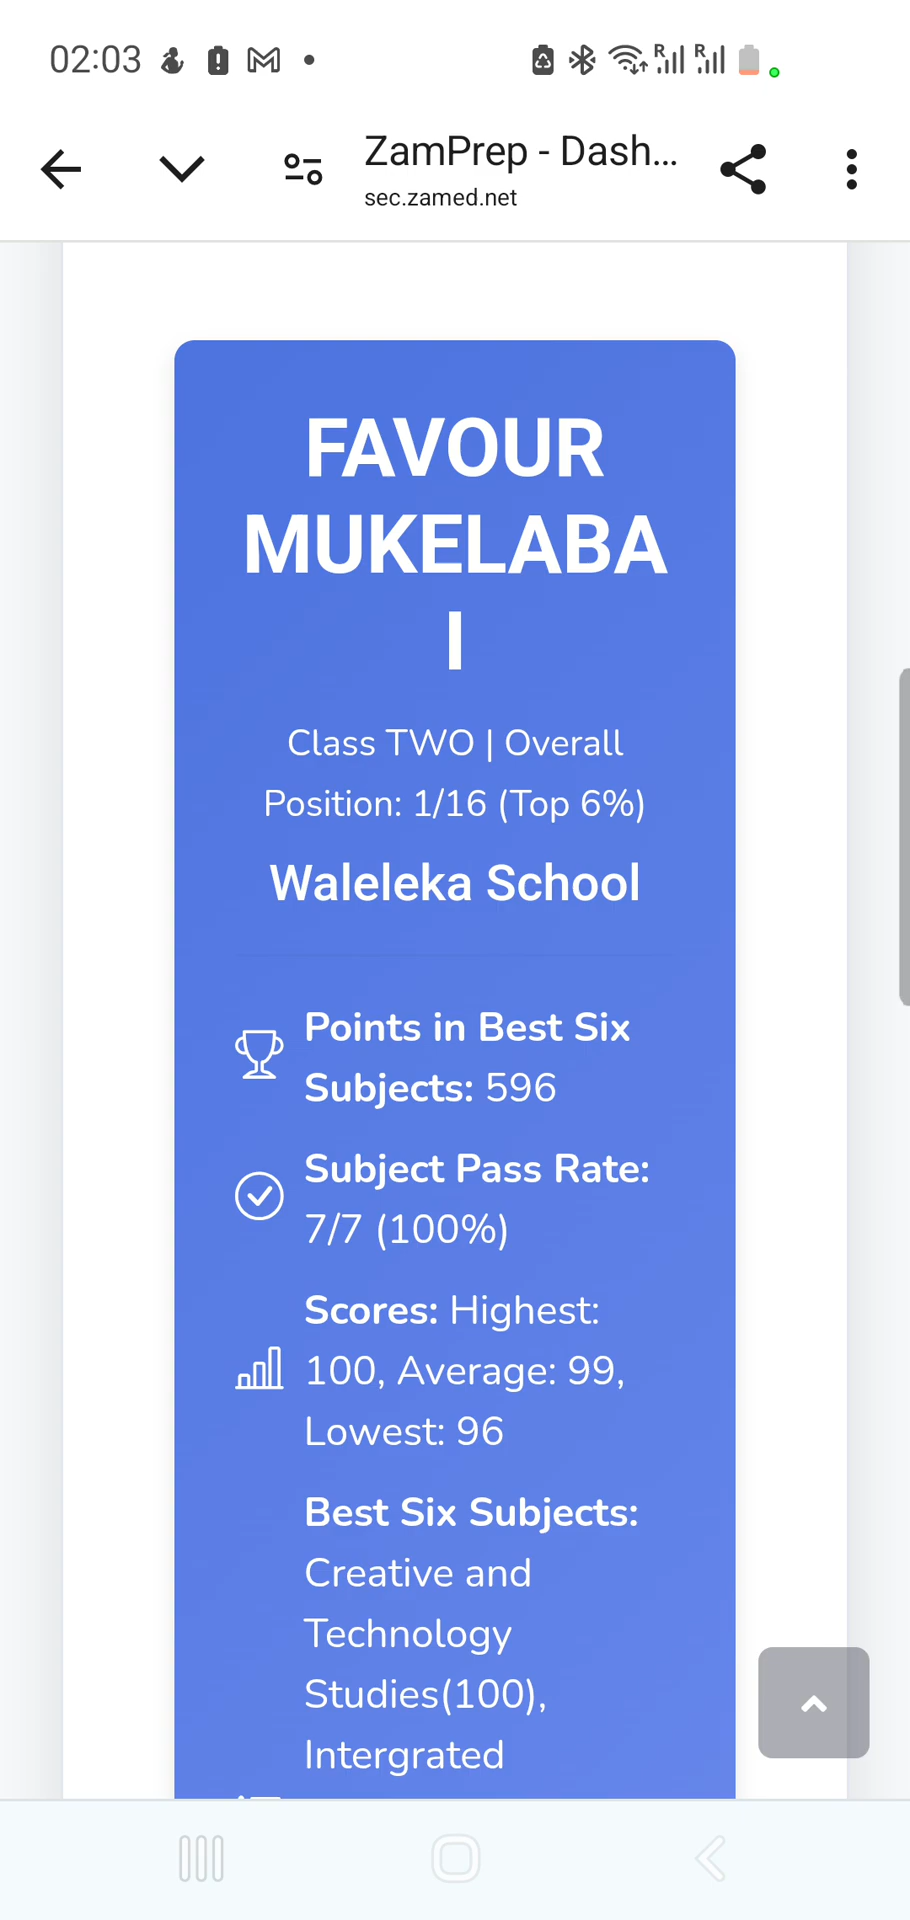 02:03
ZamPrep - Dash...
sec.zamed.net
FAVOUR
MUKELABA
I
Class TWO | Overall
Position: 1/16 (Top 6%)
Waleleka School
Points in Best Six
Subjects: 596
Subject Pass Rate:
7/7 (100%)
Scores: Highest:
100, Average: 99,
Lowest: 96
Best Six Subjects:
Creative and
Technology
Studies(100),
Intergrated